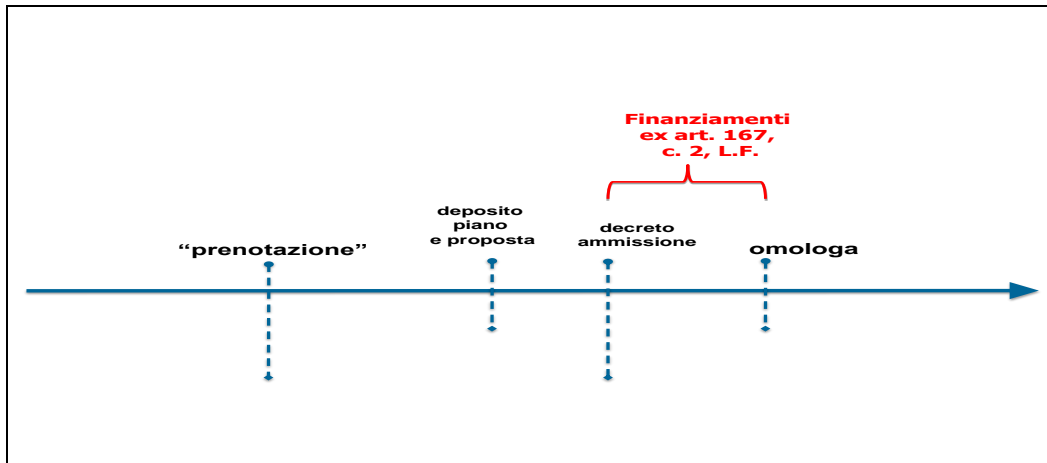 Finanziamenti
ex art. 167,
c. 2, L.F.
deposito
piano
e proposta
decreto
ammissione
“prenotazione”
omologa